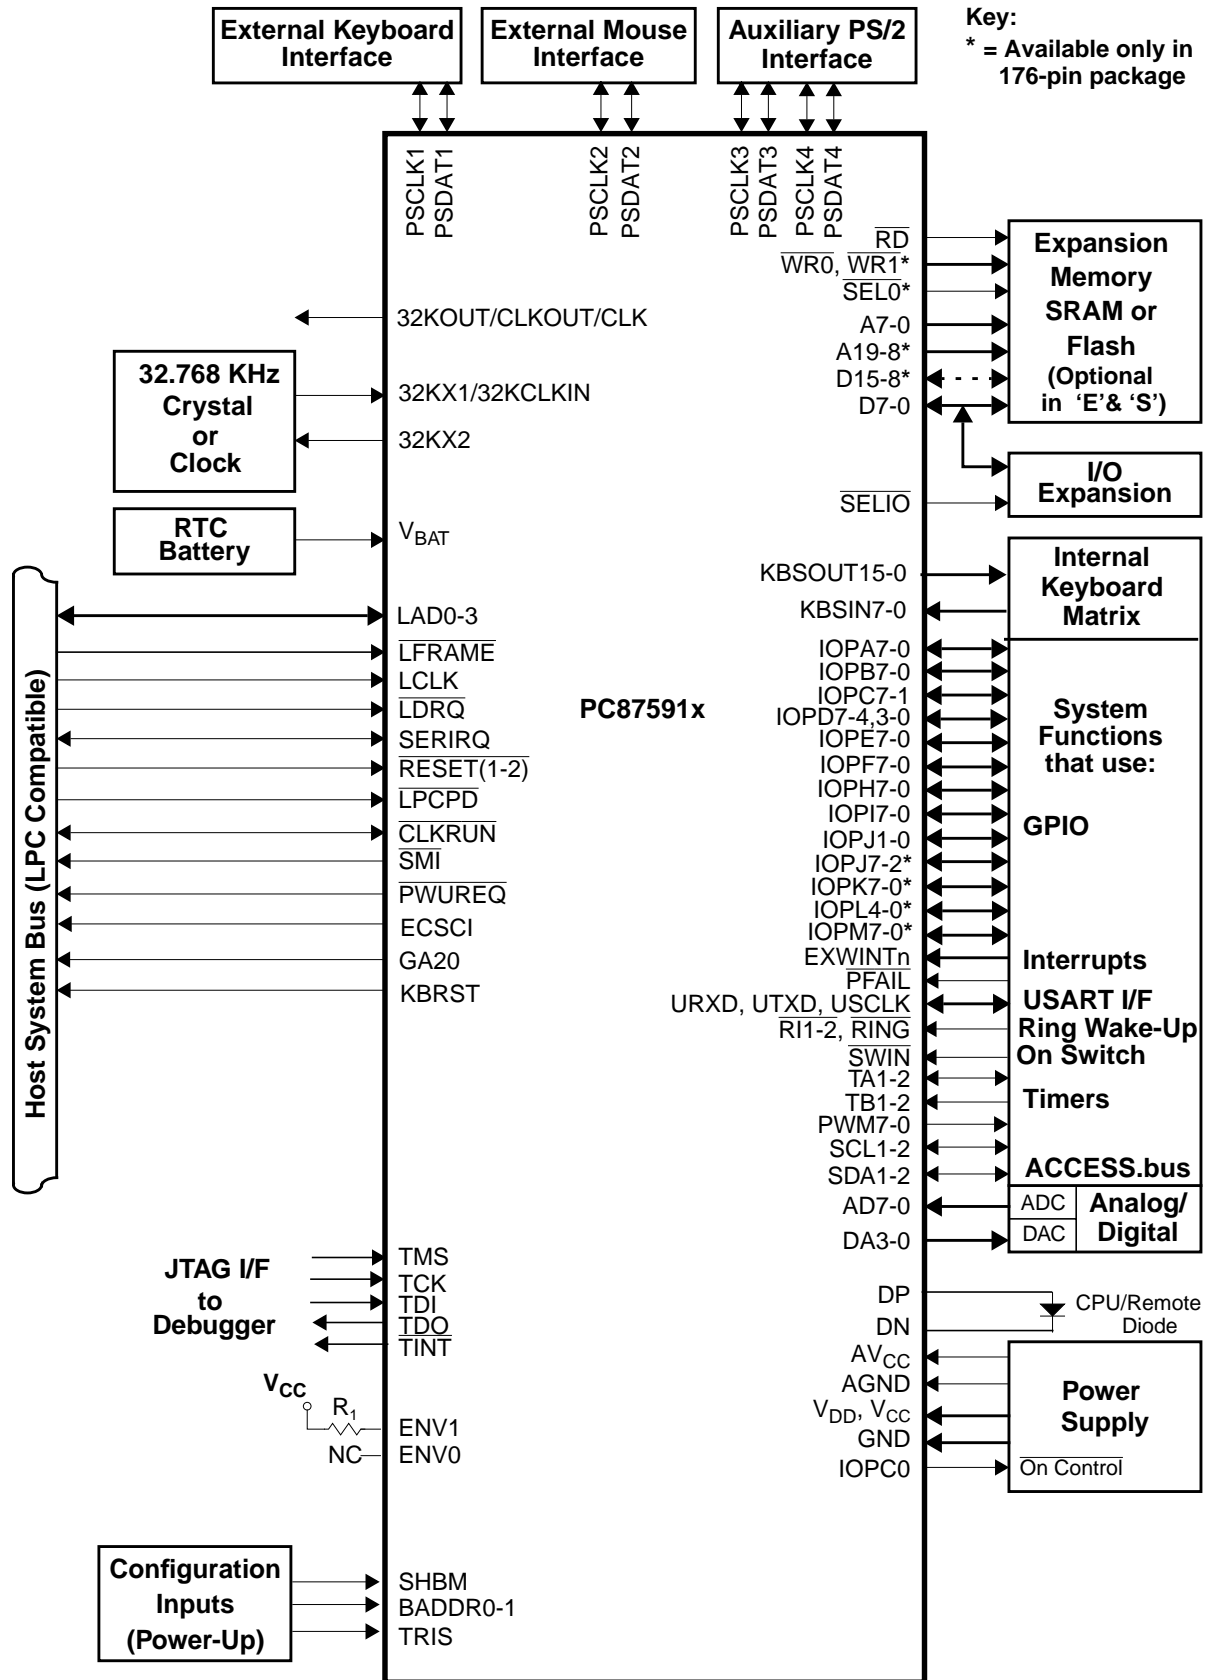 External Keyboard
Interface
External Mouse
Interface
Auxiliary PS/2
Interface
Key:
* = Available only in
176-pin package
PSCLK1
PSDAT1
PSCLK2
PSDAT2
PSCLK3
PSDAT3
PSCLK4
PSDAT4
RD
WR0, WR1*
SEL0*
A7-0
A19-8*
D15-8*
D7-0
Expansion
Memory
SRAM or
Flash
(Optional
in ‘E’& ‘S’)
I/O
Expansion
SELIO
32KOUT/CLKOUT/CLK
32.768 KHz
Crystal
or
Clock
32KX1/32KCLKIN
32KX2
RTC
Battery
VBAT
KBSOUT15-0
KBSIN7-0
Internal
Keyboard
Matrix
Host System Bus (LPC Compatible)
LAD0-3
LFRAME
LCLK
LDRQ
SERIRQ
RESET(1-2)
LPCPD
CLKRUN
SMI
PWUREQ
ECSCI
GA20
KBRST
PC87591x
IOPA7-0
IOPB7-0
IOPC7-1
IOPD7-4,3-0
IOPE7-0
IOPF7-0
IOPH7-0
IOPI7-0
IOPJ1-0
IOPJ7-2*
IOPK7-0*
IOPL4-0*
IOPM7-0*
EXWINTn
PFAIL
URXD, UTXD, USCLK
RI1-2, RING
SWIN
TA1-2
TB1-2
PWM7-0
SCL1-2
SDA1-2
AD7-0
DA3-0
System
Functions
that use:
GPIO
Interrupts
USART I/F
Ring Wake-Up
On Switch
Timers
ACCESS.bus
ADC
DAC
Analog/
Digital
JTAG I/F
to
Debugger
TMS
TCK
TDI
TDO
TINT
DP
DN
CPU/Remote
Diode
VCC
R1
ENV1
NC
ENV0
AVCC
AGND
VDD, VCC
GND
IOPC0
Power
Supply
On Control
Configuration
Inputs
(Power-Up)
SHBM
BADDR0-1
TRIS